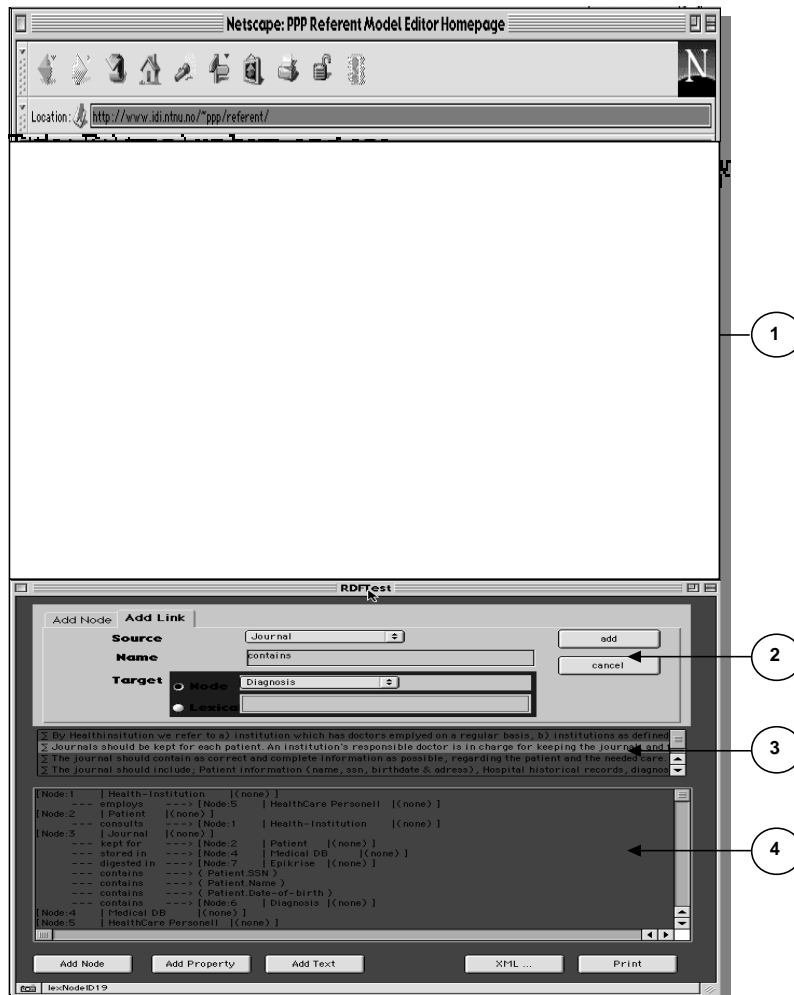 Netscape: PPP Referent Model Editor Homepage
N
Location: http://www.idi.ntnu.no/~ppp/referent/
1
RDFTest
Add Node Add Link
Source Journal add
Name contains cancel
Target Node Diagnosis
Lexica
2
∑ By Healthinsitution we refer to a) institution which has doctors emplyed on a regular basis, b) institutions as defined
∑ Journals should be kept for each patient. An institution's responsible doctor is in charge for keeping the journals and
∑ The journal should contain as correct and complete information as possible, regarding the patient and the needed care.
∑ The journal should include; Patient information (name, ssn, birthdate & adress), Hospital historical records, diagnos
3
[Node:1 | Health-Institution |(none) ]
--- employs ---> [Node:5 | HealthCare Personell |(none) ]
[Node:2 | Patient |(none) ]
--- consults ---> [Node:1 | Health-Institution |(none) ]
[Node:3 | Journal |(none) ]
--- kept for ---> [Node:2 | Patient |(none) ]
--- stored in ---> [Node:4 | Medical DB |(none) ]
--- digested in ---> [Node:7 | Epikrise |(none) ]
--- contains ---> ( Patient.SSN )
--- contains ---> ( Patient.Name )
--- contains ---> ( Patient.Date-of-birth )
--- contains ---> [Node:6 | Diagnosis |(none) ]
[Node:4 | Medical DB |(none) ]
[Node:5 | HealthCare Personell |(none) ]
4
Add Node Add Property Add Text XML ... Print
lexNodeID19